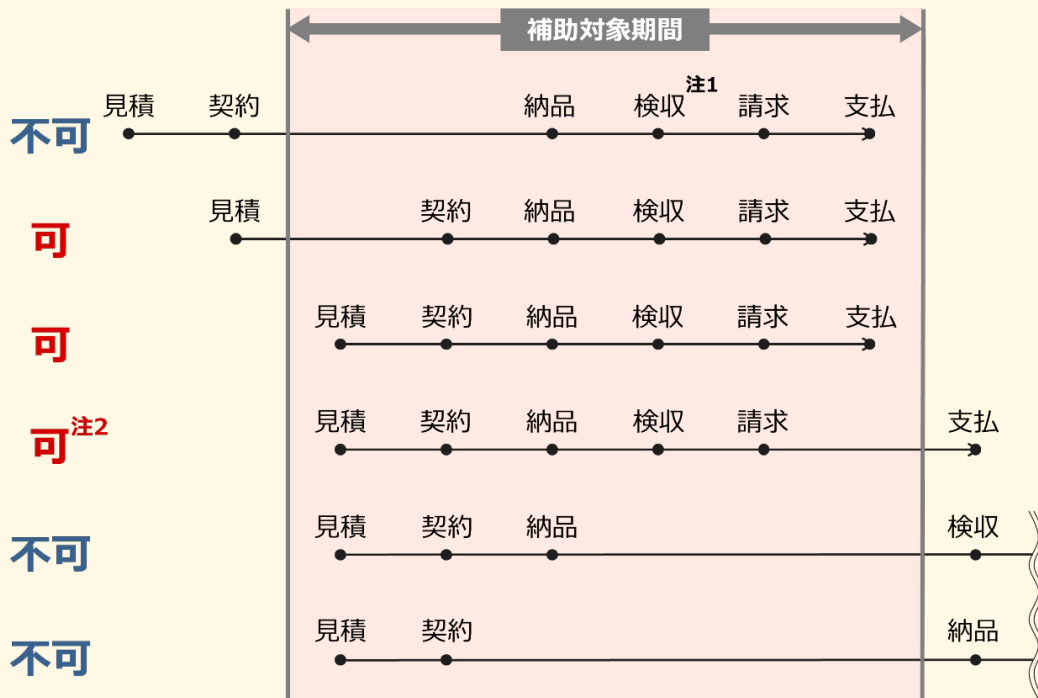 補助対象期間
見積 契約 納品 検収 注1 請求 支払
不可
見積 契約 納品 検収 請求 支払
可
見積 契約 納品 検収 請求 支払
可
見積 契約 納品 検収 請求 支払
可 注2
見積 契約 納品 検収
不可
見積 契約 納品
不可